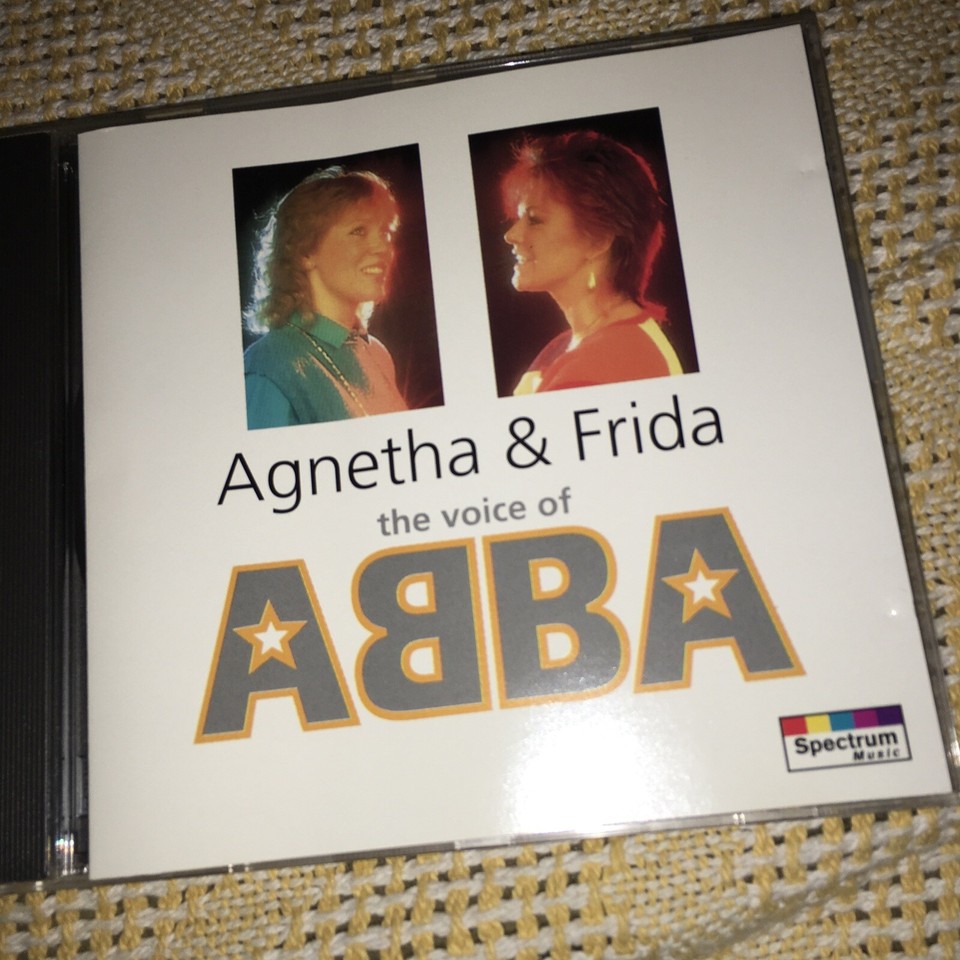 Agnetha & Frida
the voice of
ABBA
Spectrum
Music